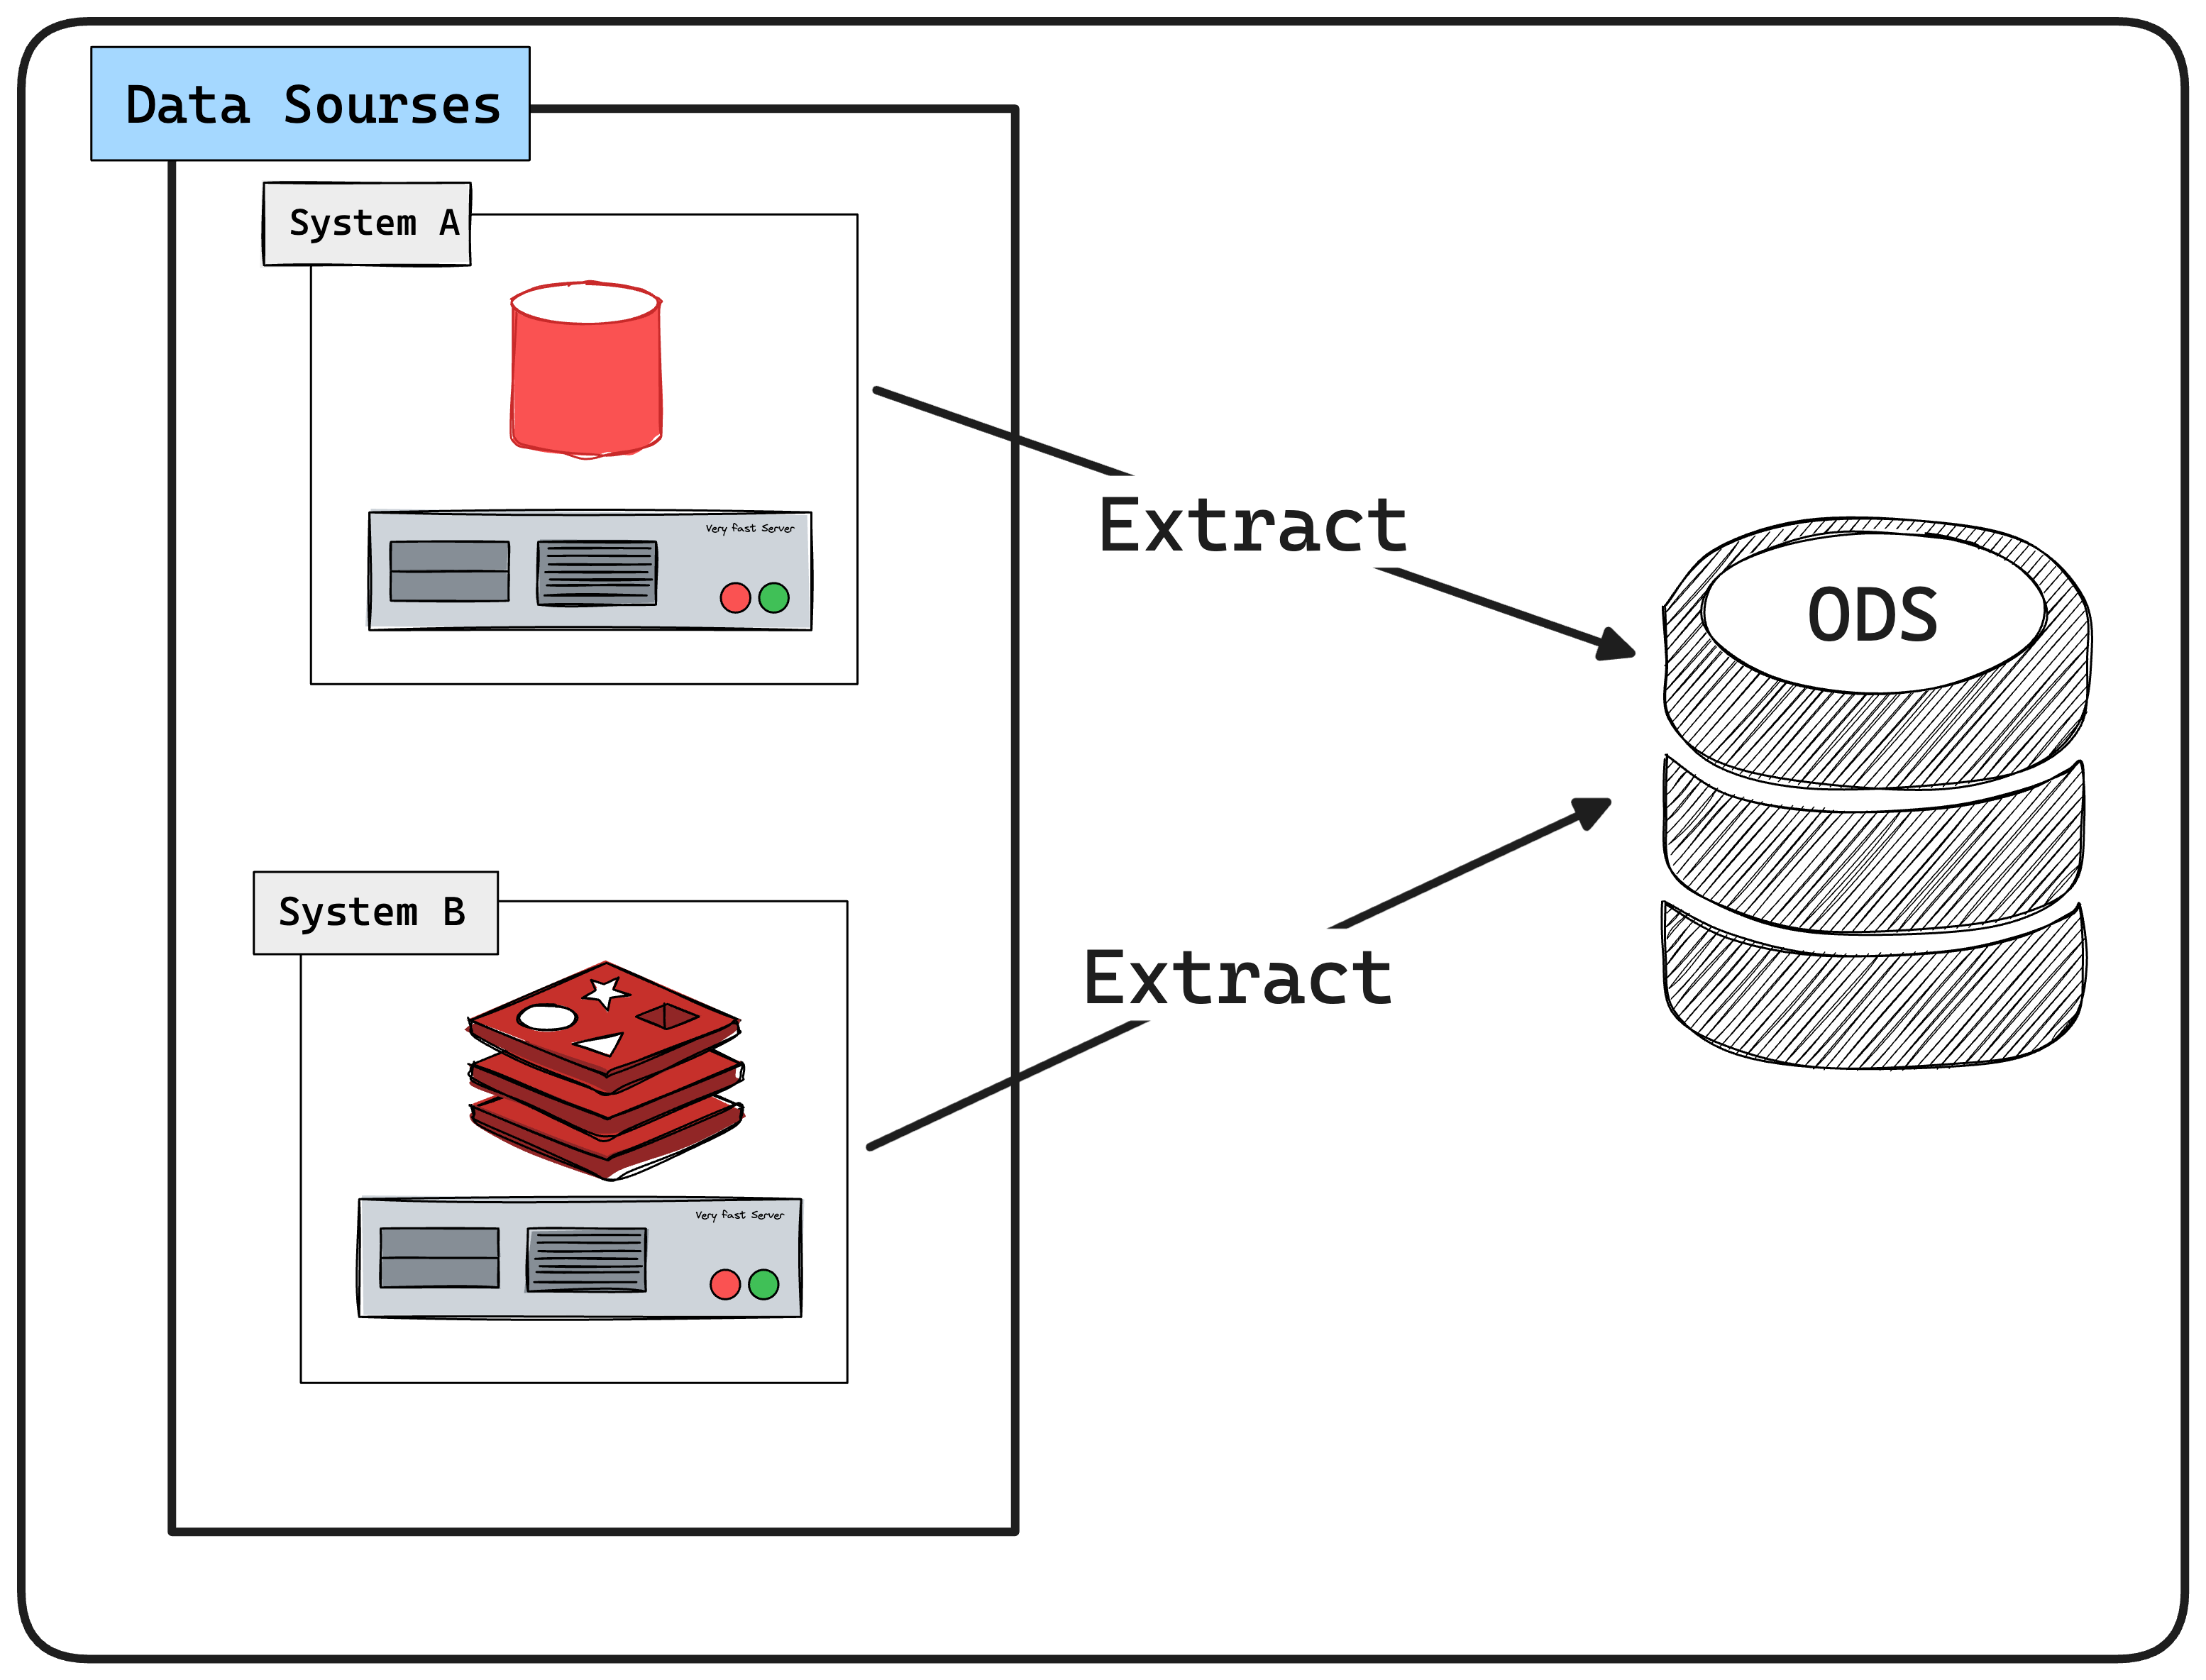 Data Sourses
System A
Very fast Server
Extract
ODS
System B
Extract
Very fast Server